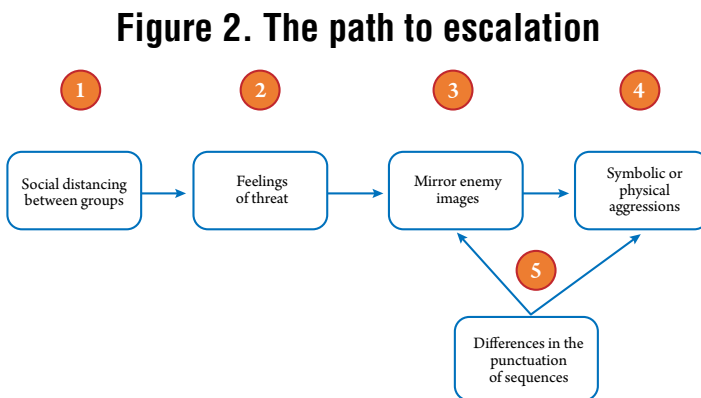 Figure 2. The path to escalation
1
2
3
4
Social distancing
between groups
Feelings
of threat
Mirror enemy
images
Symbolic or
physical
aggressions
5
Differences in the
punctuation
of sequences